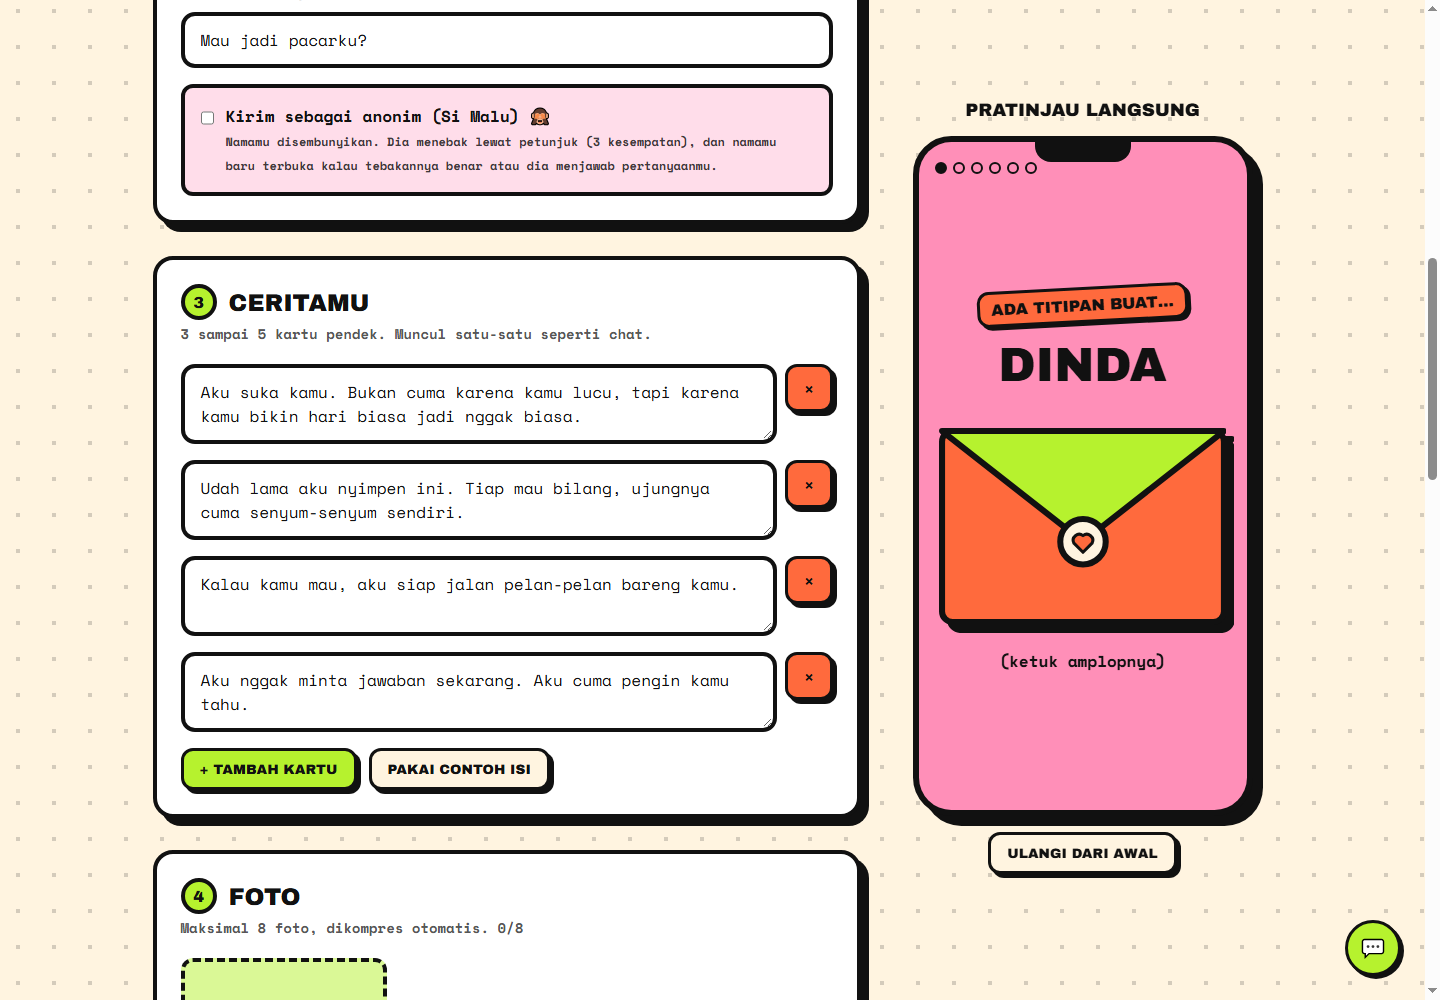 Mau jadi pacarku?
Kirim sebagai anonim (Si Malu) 🙈
Namamu disembunyikan. Dia menebak lewat petunjuk (3 kesempatan), dan namamu
baru terbuka kalau tebakannya benar atau dia menjawab pertanyaanmu.
3 CERITAMU
3 sampai 5 kartu pendek. Muncul satu-satu seperti chat.
Aku suka kamu. Bukan cuma karena kamu lucu, tapi karena
kamu bikin hari biasa jadi nggak biasa.
×
Udah lama aku nyimpen ini. Tiap mau bilang, ujungnya
cuma senyum-senyum sendiri.
×
Kalau kamu mau, aku siap jalan pelan-pelan bareng kamu.
×
Aku nggak minta jawaban sekarang. Aku cuma pengin kamu
tahu.
×
+ TAMBAH KARTU
PAKAI CONTOH ISI
4 FOTO
Maksimal 8 foto, dikompres otomatis. 0/8
PRATINJAU LANGSUNG
ADA TITIPAN BUAT...
DINDA
(ketuk amplopnya)
ULANGI DARI AWAL